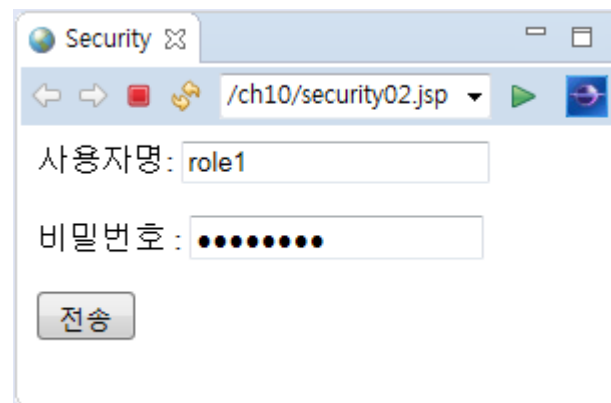 Security
/ch10/security02.jsp
사용자명: role1
비밀번호 : ●●●●●●●●
전송